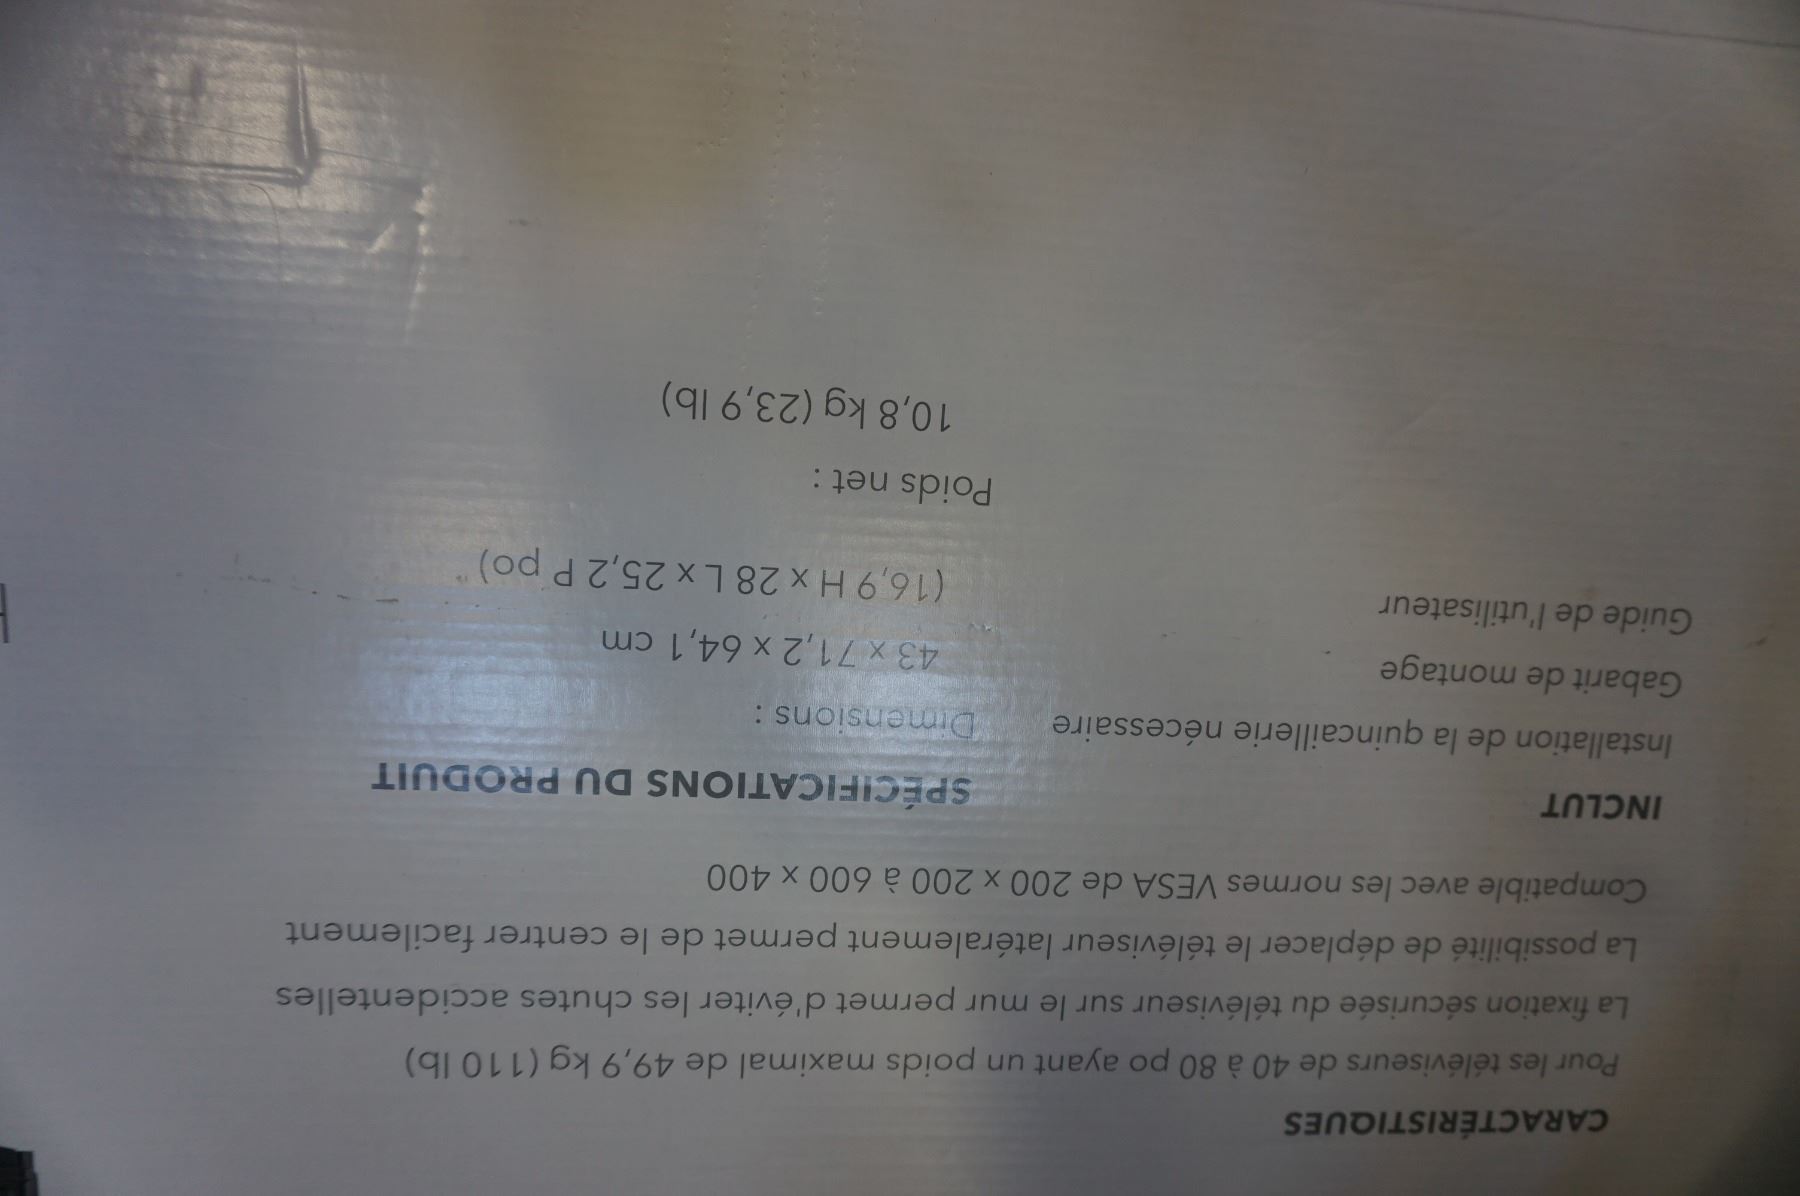 CARACTÉRISTIQUES
Pour les téléviseurs de 40 à 80 po ayant un poids maximal de 49,9 kg (110 lb)
La fixation sécurisée du téléviseur sur le mur permet d'éviter les chutes accidentelles
La possibilité de déplacer le téléviseur latéralement permet de le centrer facilement
Compatible avec les normes VESA de 200 x 200 à 600 x 400
INCLUT
Installation de la quincaillerie nécessaire
Gabarit de montage
Guide de l'utilisateur
SPÉCIFICATIONS DU PRODUIT
Dimensions :
43 x 71,2 x 64,1 cm
(16,9 H x 28 L x 25,2 P po)
Poids net :
10,8 kg (23,9 lb)